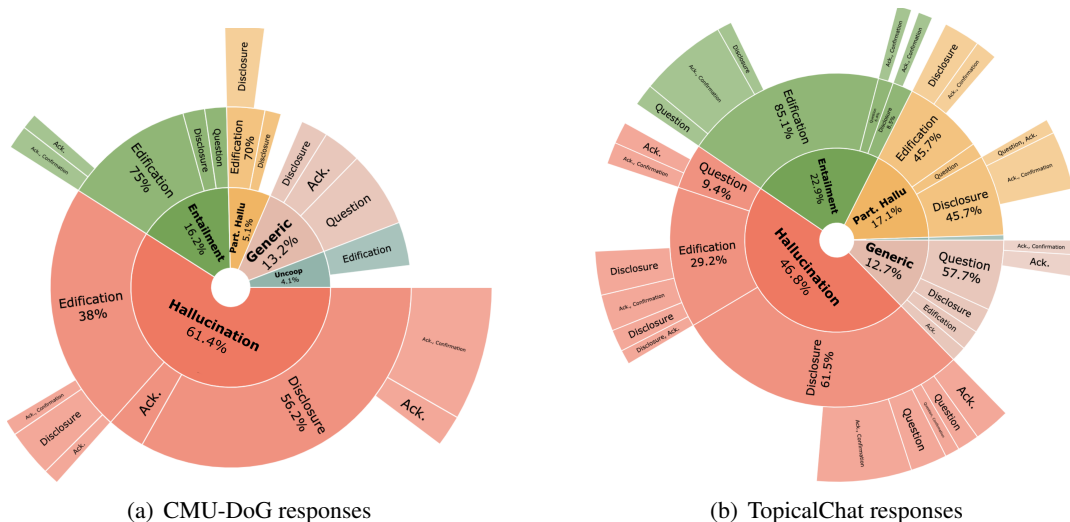 Disclosure
Edification
70%
Disclosure
Edification
75%
Disclosure
Question
Ack.
Ack., Confirmation
Entailment
16.2%
Part. Hallu
5.1%
Generic
13.2%
Disclosure
Ack.
Question
Uncoop
4.1%
Edification
Hallucination
61.4%
Edification
38%
Ack.
Disclosure
56.2%
Ack., Confirmation
Disclosure
Ack.
Ack., Confirmation
Ack.
(a) CMU-DoG responses
Ack., Confirmation
Disclosure
Question
Edification
85.1%
Disclosure
8.5%
Ack., Confirmation
Ack., Confirmation
Entailment
22.9%
Disclosure
Ack., Confirmation
Edification
45.7%
Question
Disclosure
45.7%
Question, Ack.
Ack., Confirmation
Part. Hallu
17.1%
Generic
12.7%
Question
57.7%
Ack., Confirmation
Ack.
Disclosure
Edification
Ack.
Hallucination
46.8%
Question
9.4%
Ack.
Ack., Confirmation
Edification
29.2%
Disclosure
Ack., Confirmation
Disclosure
Disclosure, Ack.
Disclosure
61.5%
Ack., Confirmation
Question
Question
Ack.
(b) TopicalChat responses